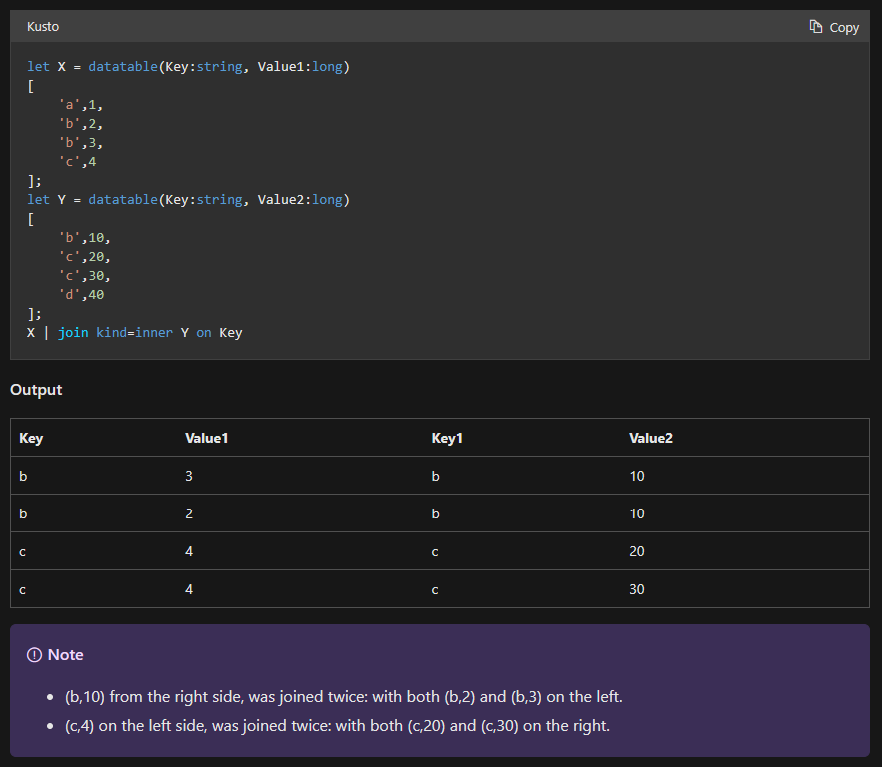 Kusto
Copy
let X = datatable(Key:string, Value1:long)
[
    'a',1,
    'b',2,
    'b',3,
    'c',4
];
let Y = datatable(Key:string, Value2:long)
[
    'b',10,
    'c',20,
    'c',30,
    'd',40
];
X | join kind=inner Y on Key
Output
Key Value1 Key1 Value2
b 3 b 10
b 2 b 10
c 4 c 20
c 4 c 30
Note
• (b,10) from the right side, was joined twice: with both (b,2) and (b,3) on the left.
• (c,4) on the left side, was joined twice: with both (c,20) and (c,30) on the right.